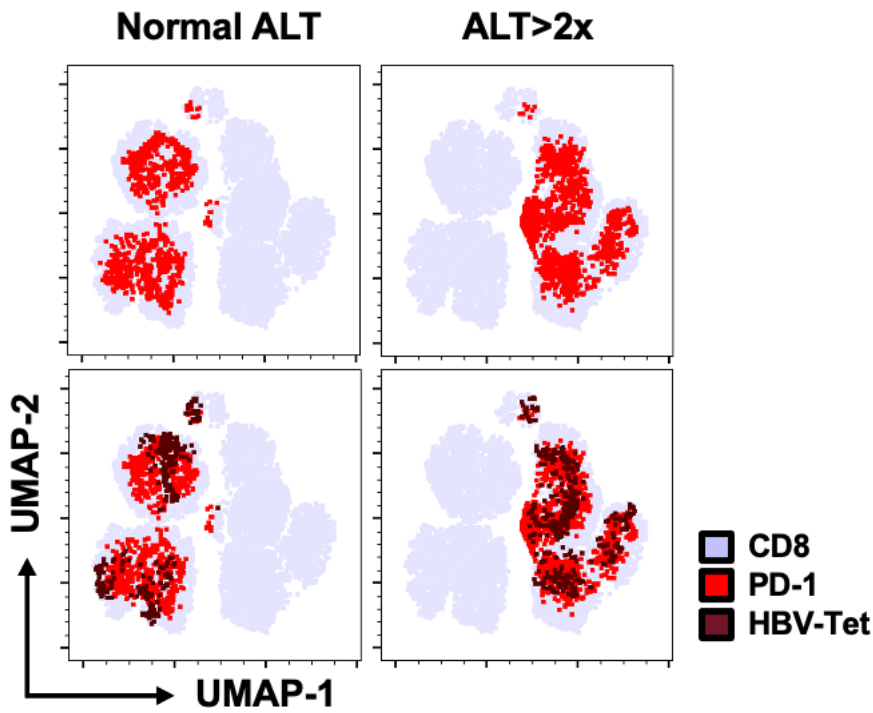 Normal ALT
ALT>2x
UMAP-2
UMAP-1
CD8
PD-1
HBV-Tet